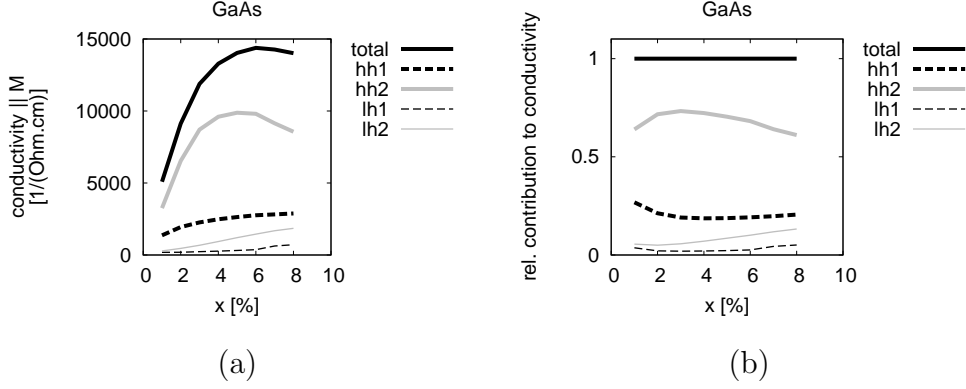 GaAs
15000
10000
5000
0
0 2 4 6 8 10
x [%]
conductivity || M
[1/(Ohm.cm)]
total
hh1
hh2
lh1
lh2
(a)
GaAs
1
0.5
0
0 2 4 6 8 10
x [%]
rel. contribution to conductivity
total
hh1
hh2
lh1
lh2
(b)